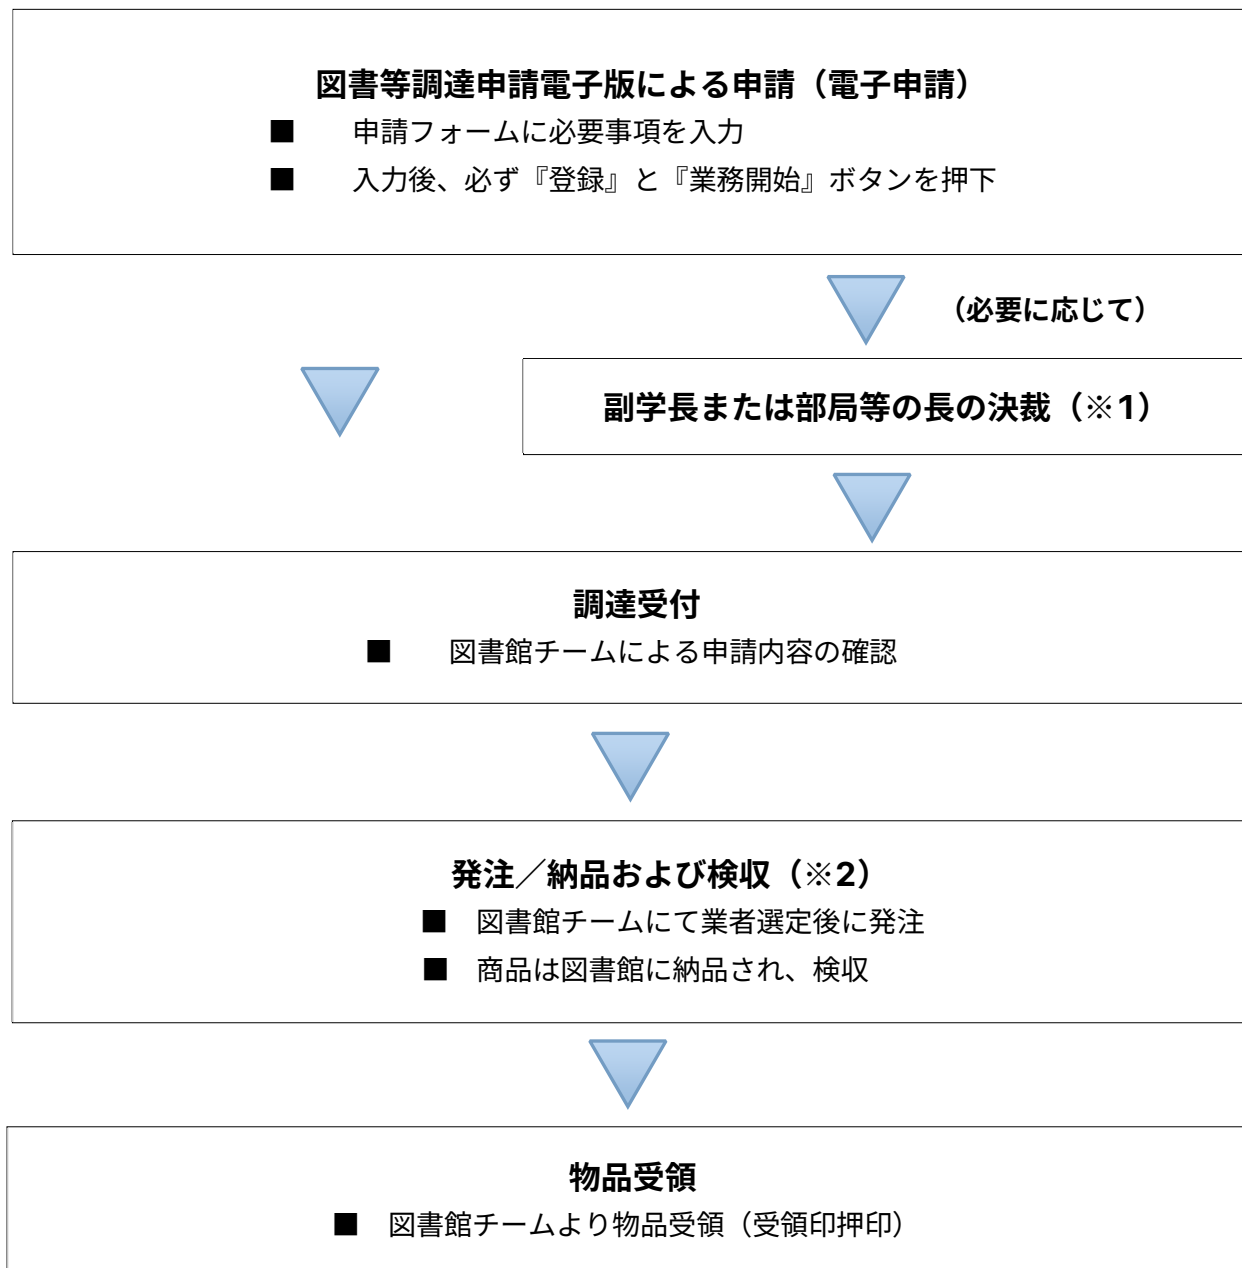 図書等調達申請電子版による申請（電子申請）
■ 申請フォームに必要事項を入力
■ 入力後、必ず『登録』と『業務開始』ボタンを押下
（必要に応じて）
副学長または部局等の長の決裁（※1）
調達受付
■ 図書館チームによる申請内容の確認
発注／納品および検収（※2）
■ 図書館チームにて業者選定後に発注
■ 商品は図書館に納品され、検収
物品受領
■ 図書館チームより物品受領（受領印押印）